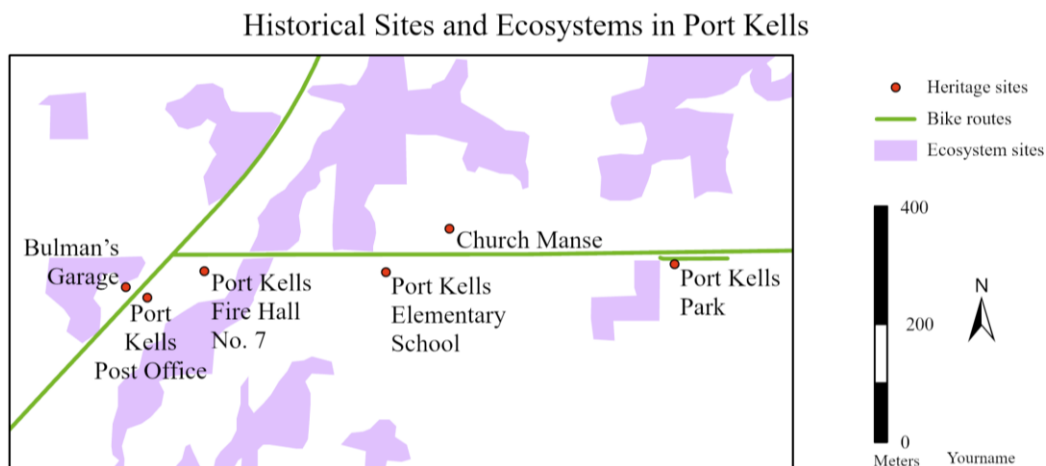 Historical Sites and Ecosystems in Port Kells
Heritage sites
Bike routes
Ecosystem sites
400
200
0
Meters
N
Yourname
Bulman’s
Garage
Port
Kells
Post Office
Port Kells
Fire Hall
No. 7
Port Kells
Elementary
School
Church Manse
Port Kells
Park